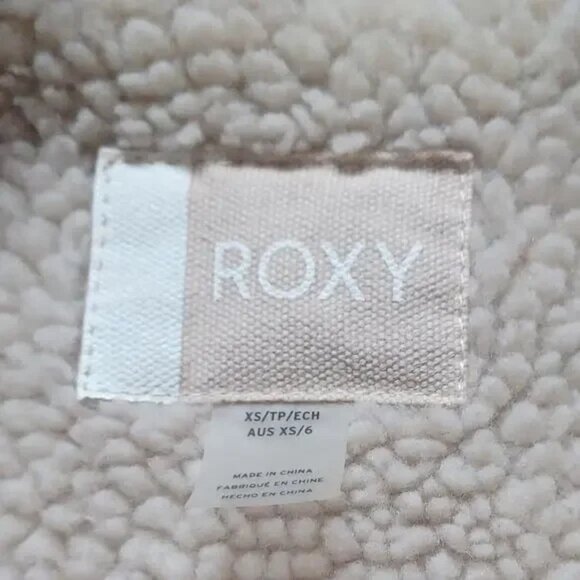 ROXY
XS/TP/ECH
AUS XS/6
MADE IN CHINA
FABRIQUÉ EN CHINE
HECHO EN CHINA